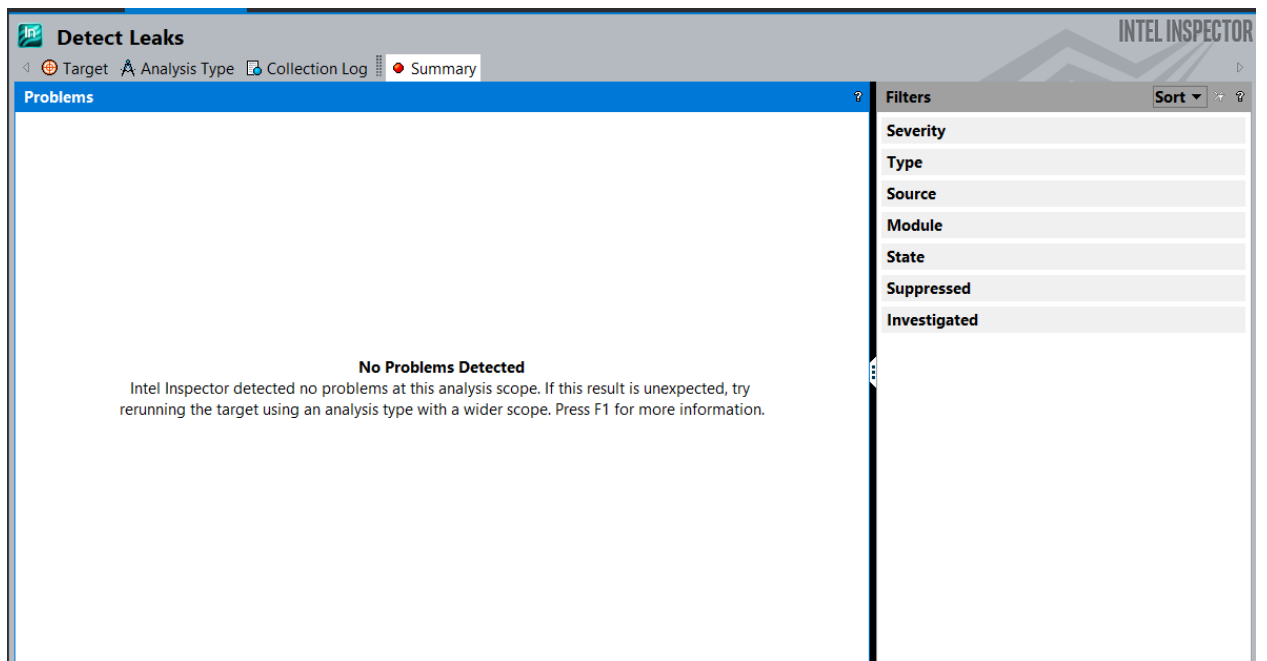 Detect Leaks
INTEL INSPECTOR
Target Analysis Type Collection Log Summary
Problems ?
Filters Sort ?
Severity
Type
Source
Module
State
Suppressed
Investigated
No Problems Detected
Intel Inspector detected no problems at this analysis scope. If this result is unexpected, try
rerunning the target using an analysis type with a wider scope. Press F1 for more information.